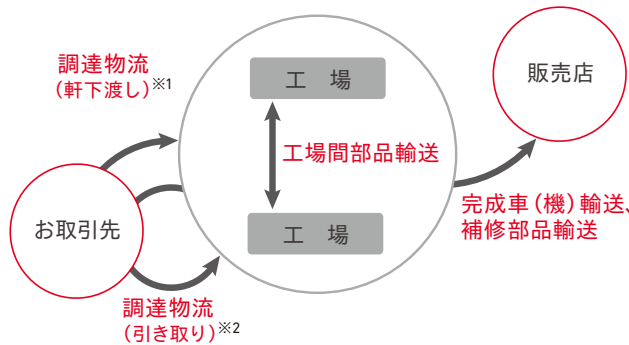 調達物流
(軒下渡し)※1
お取引先
調達物流
(引き取り)※2
工 場
工場間部品輸送
工 場
販売店
完成車(機)輸送、
補修部品輸送